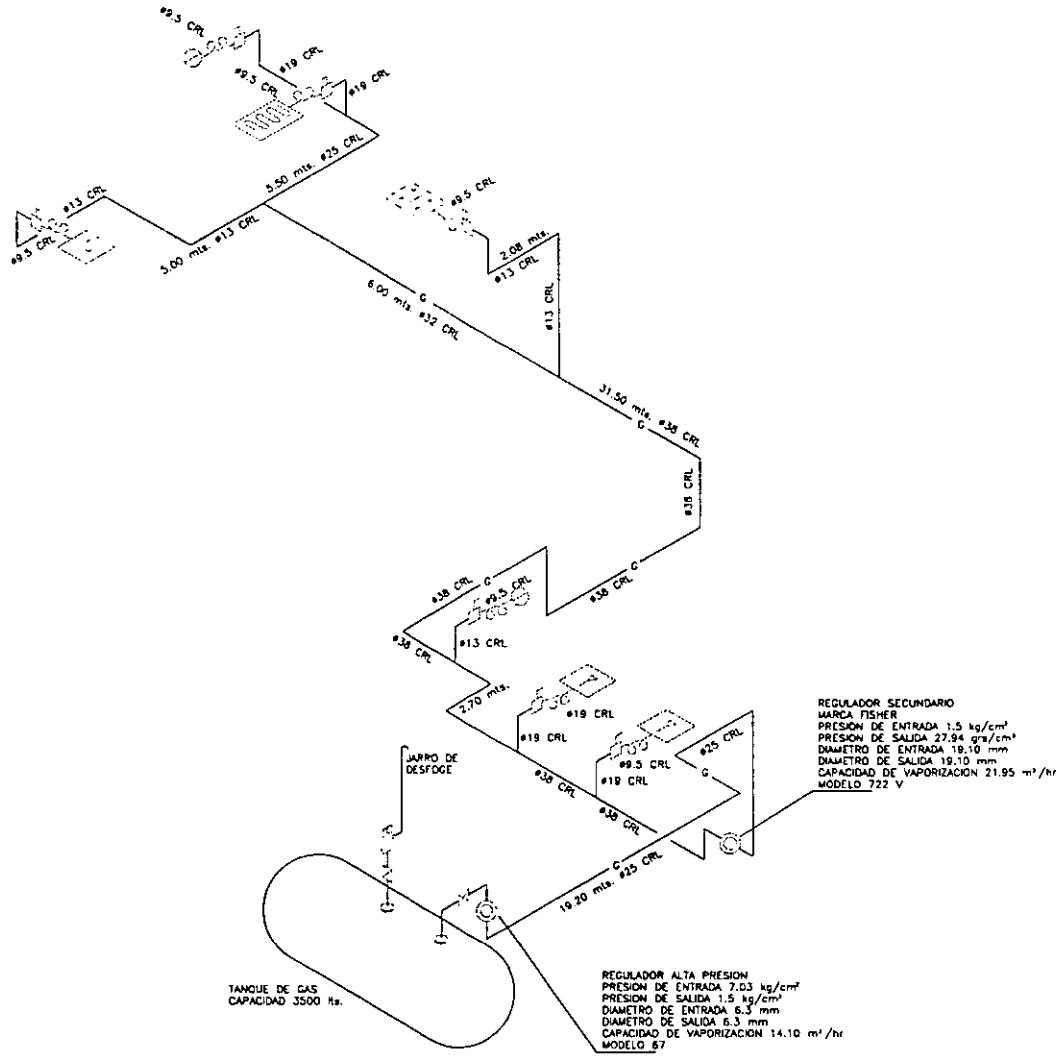 ø9.5 CRL
ø19 CRL
ø9.5 CRL
ø19 CRL
5.50 mts. ø25 CRL
ø13 CRL
ø9.5 CRL
5.00 mts. ø13 CRL
ø9.5 CRL
2.08 mts.
ø13 CRL
ø13 CRL
G
6.00 mts. ø32 CRL
31.50 mts. ø38 CRL
G
ø38 CRL
G
ø38 CRL
ø38 CRL
G
ø9.5 CRL
ø38 CRL
ø13 CRL
2.70 mts.
ø19 CRL
ø19 CRL
ø9.5 CRL
ø19 CRL
ø25 CRL
G
ø38 CRL
ø38 CRL
G
19.20 mts. ø25 CRL
JARRO DE
DESFOGE
REGULADOR SECUNDARIO
MARCA FISHER
PRESION DE ENTRADA 1.5 kg/cm²
PRESION DE SALIDA 27.94 grs/cm²
DIAMETRO DE ENTRADA 19.10 mm
DIAMETRO DE SALIDA 19.10 mm
CAPACIDAD DE VAPORIZACION 21.95 m³/hr
MODELO 722 V
TANQUE DE GAS
CAPACIDAD 3500 lts.
REGULADOR ALTA PRESION
PRESION DE ENTRADA 7.03 kg/cm²
PRESION DE SALIDA 1.5 kg/cm²
DIAMETRO DE ENTRADA 6.3 mm
DIAMETRO DE SALIDA 6.3 mm
CAPACIDAD DE VAPORIZACION 14.10 m³/hr
MODELO 67